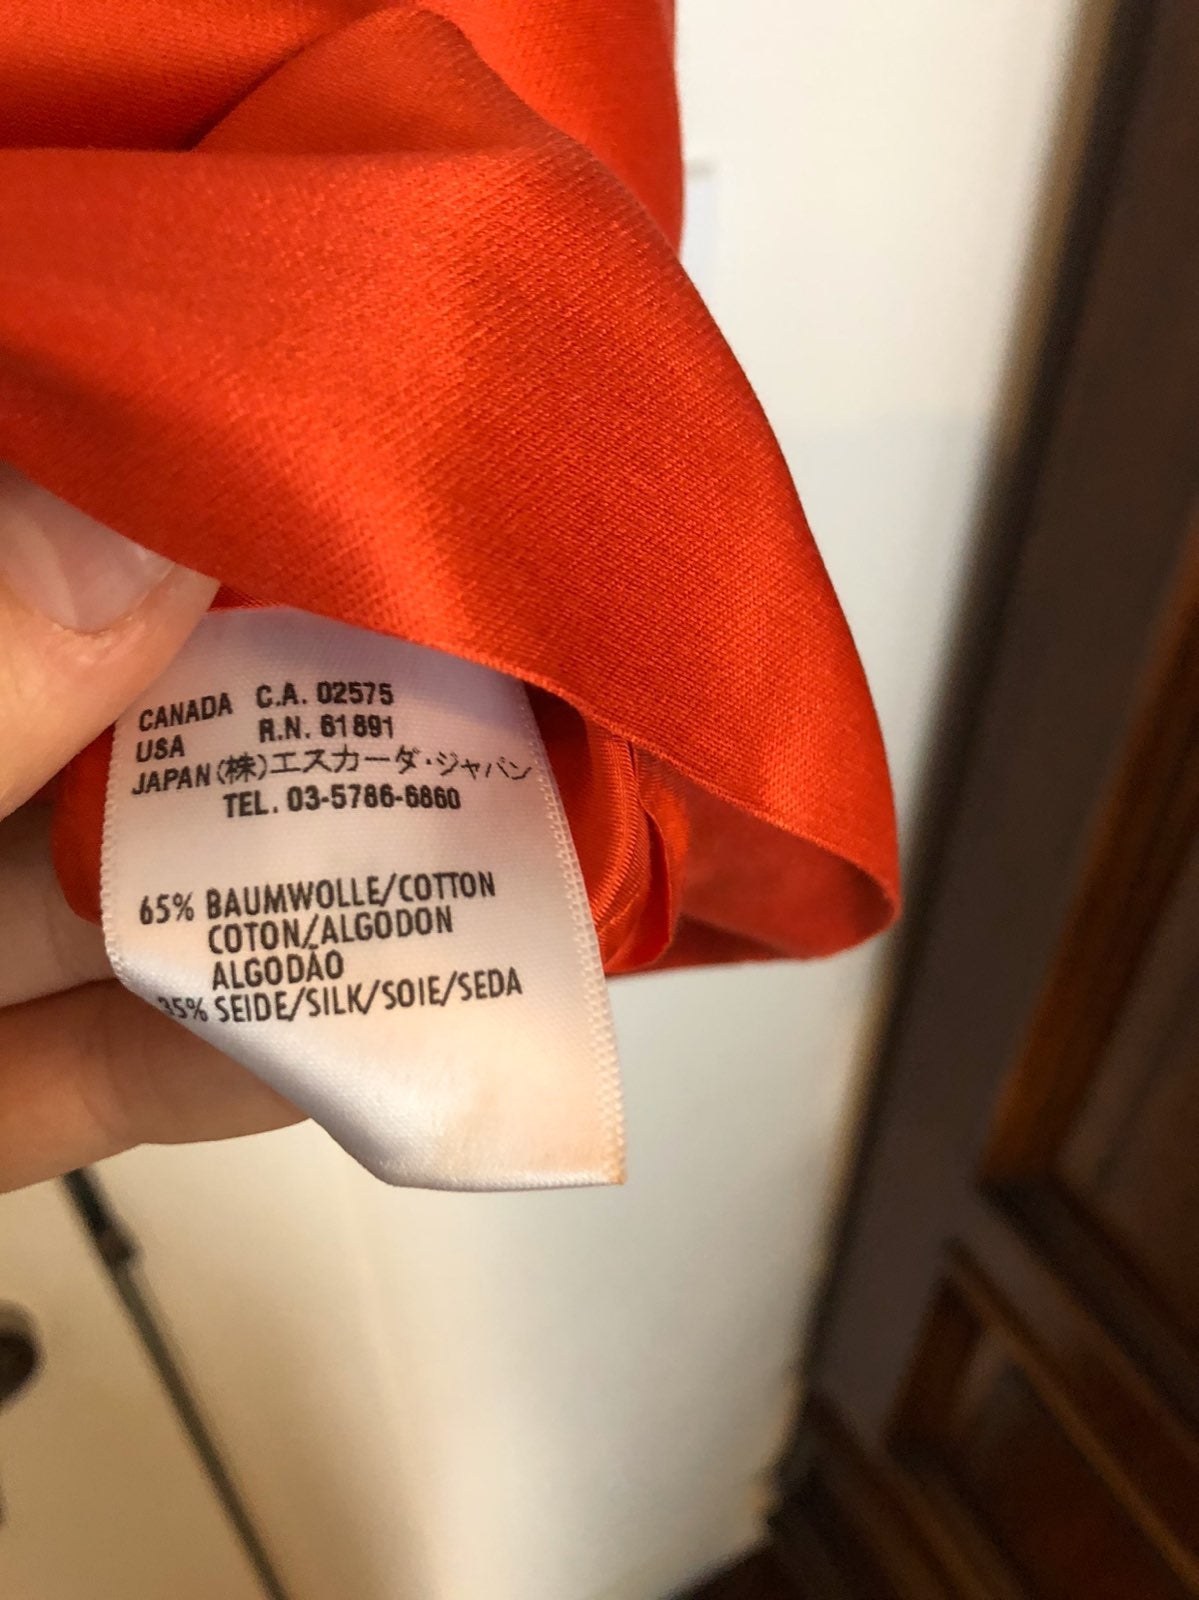 CANADA C.A. 02575
USA R.N. 61891
JAPAN (株)エスカーダ・ジャパン
TEL. 03-5786-6860
65% BAUMWOLLE/COTTON
COTON/ALGODON
ALGODÃO
35% SEIDE/SILK/SOIE/SEDA